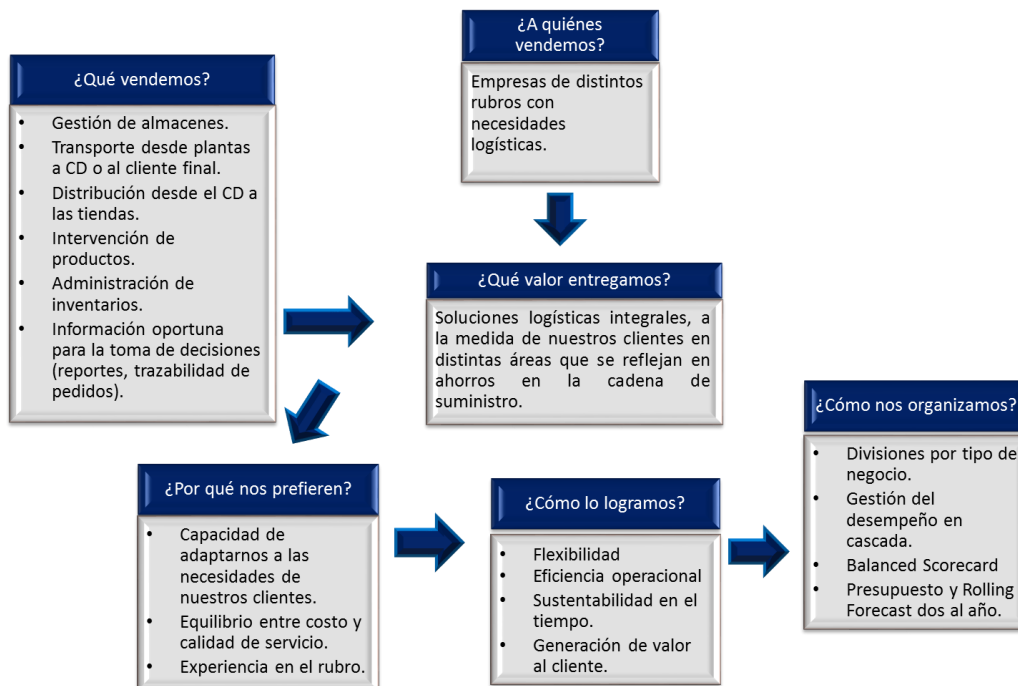 ¿Qué vendemos?
• Gestión de almacenes.
• Transporte desde plantas
a CD o al cliente final.
• Distribución desde el CD a
las tiendas.
• Intervención de
productos.
• Administración de
inventarios.
• Información oportuna
para la toma de decisiones
(reportes, trazabilidad de
pedidos).
¿A quiénes
vendemos?
Empresas de distintos
rubros con
necesidades
logísticas.
¿Qué valor entregamos?
Soluciones logísticas integrales, a
la medida de nuestros clientes en
distintas áreas que se reflejan en
ahorros en la cadena de
suministro.
¿Por qué nos prefieren?
• Capacidad de
adaptarnos a las
necesidades de
nuestros clientes.
• Equilibrio entre costo y
calidad de servicio.
• Experiencia en el rubro.
¿Cómo lo logramos?
• Flexibilidad
• Eficiencia operacional
• Sustentabilidad en el
tiempo.
• Generación de valor
al cliente.
¿Cómo nos organizamos?
• Divisiones por tipo de
negocio.
• Gestión del
desempeño en
cascada.
• Balanced Scorecard
• Presupuesto y Rolling
Forecast dos al año.